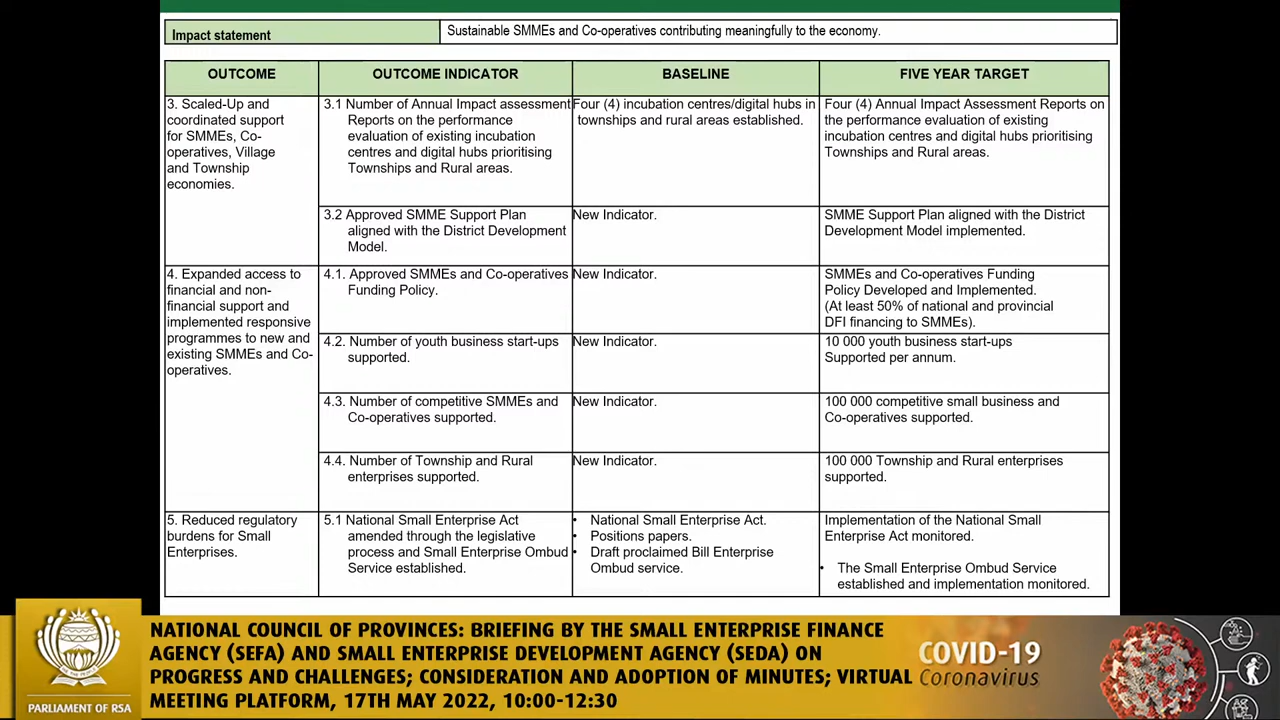 Impact statement
Sustainable SMMEs and Co-operatives contributing meaningfully to the economy.
OUTCOME
OUTCOME INDICATOR
BASELINE
FIVE YEAR TARGET
3. Scaled-Up and
coordinated support
for SMMEs, Co-
operatives, Village
and Township
economies.
3.1 Number of Annual Impact assessment
Reports on the performance
evaluation of existing incubation
centres and digital hubs prioritising
Townships and Rural areas.
Four (4) incubation centres/digital hubs in
townships and rural areas established.
Four (4) Annual Impact Assessment Reports on
the performance evaluation of existing
incubation centres and digital hubs prioritising
Townships and Rural areas.
3.2 Approved SMME Support Plan
aligned with the District Development
Model.
New Indicator.
SMME Support Plan aligned with the District
Development Model implemented.
4. Expanded access to
financial and non-
financial support and
implemented responsive
programmes to new and
existing SMMEs and Co-
operatives.
4.1. Approved SMMEs and Co-operatives
Funding Policy.
New Indicator.
SMMEs and Co-operatives Funding
Policy Developed and Implemented.
(At least 50% of national and provincial
DFI financing to SMMEs).
4.2. Number of youth business start-ups
supported.
New Indicator.
10 000 youth business start-ups
Supported per annum.
4.3. Number of competitive SMMEs and
Co-operatives supported.
New Indicator.
100 000 competitive small business and
Co-operatives supported.
4.4. Number of Township and Rural
enterprises supported.
New Indicator.
100 000 Township and Rural enterprises
supported.
5. Reduced regulatory
burdens for Small
Enterprises.
5.1 National Small Enterprise Act
amended through the legislative
process and Small Enterprise Ombud
Service established.
• National Small Enterprise Act.
• Positions papers.
• Draft proclaimed Bill Enterprise
Ombud service.
Implementation of the National Small
Enterprise Act monitored.
• The Small Enterprise Ombud Service
established and implementation monitored.
PARLIAMENT OF RSA
NATIONAL COUNCIL OF PROVINCES: BRIEFING BY THE SMALL ENTERPRISE FINANCE
AGENCY (SEFA) AND SMALL ENTERPRISE DEVELOPMENT AGENCY (SEDA) ON
PROGRESS AND CHALLENGES; CONSIDERATION AND ADOPTION OF MINUTES; VIRTUAL
MEETING PLATFORM, 17TH MAY 2022, 10:00-12:30
COVID-19
Coronavirus